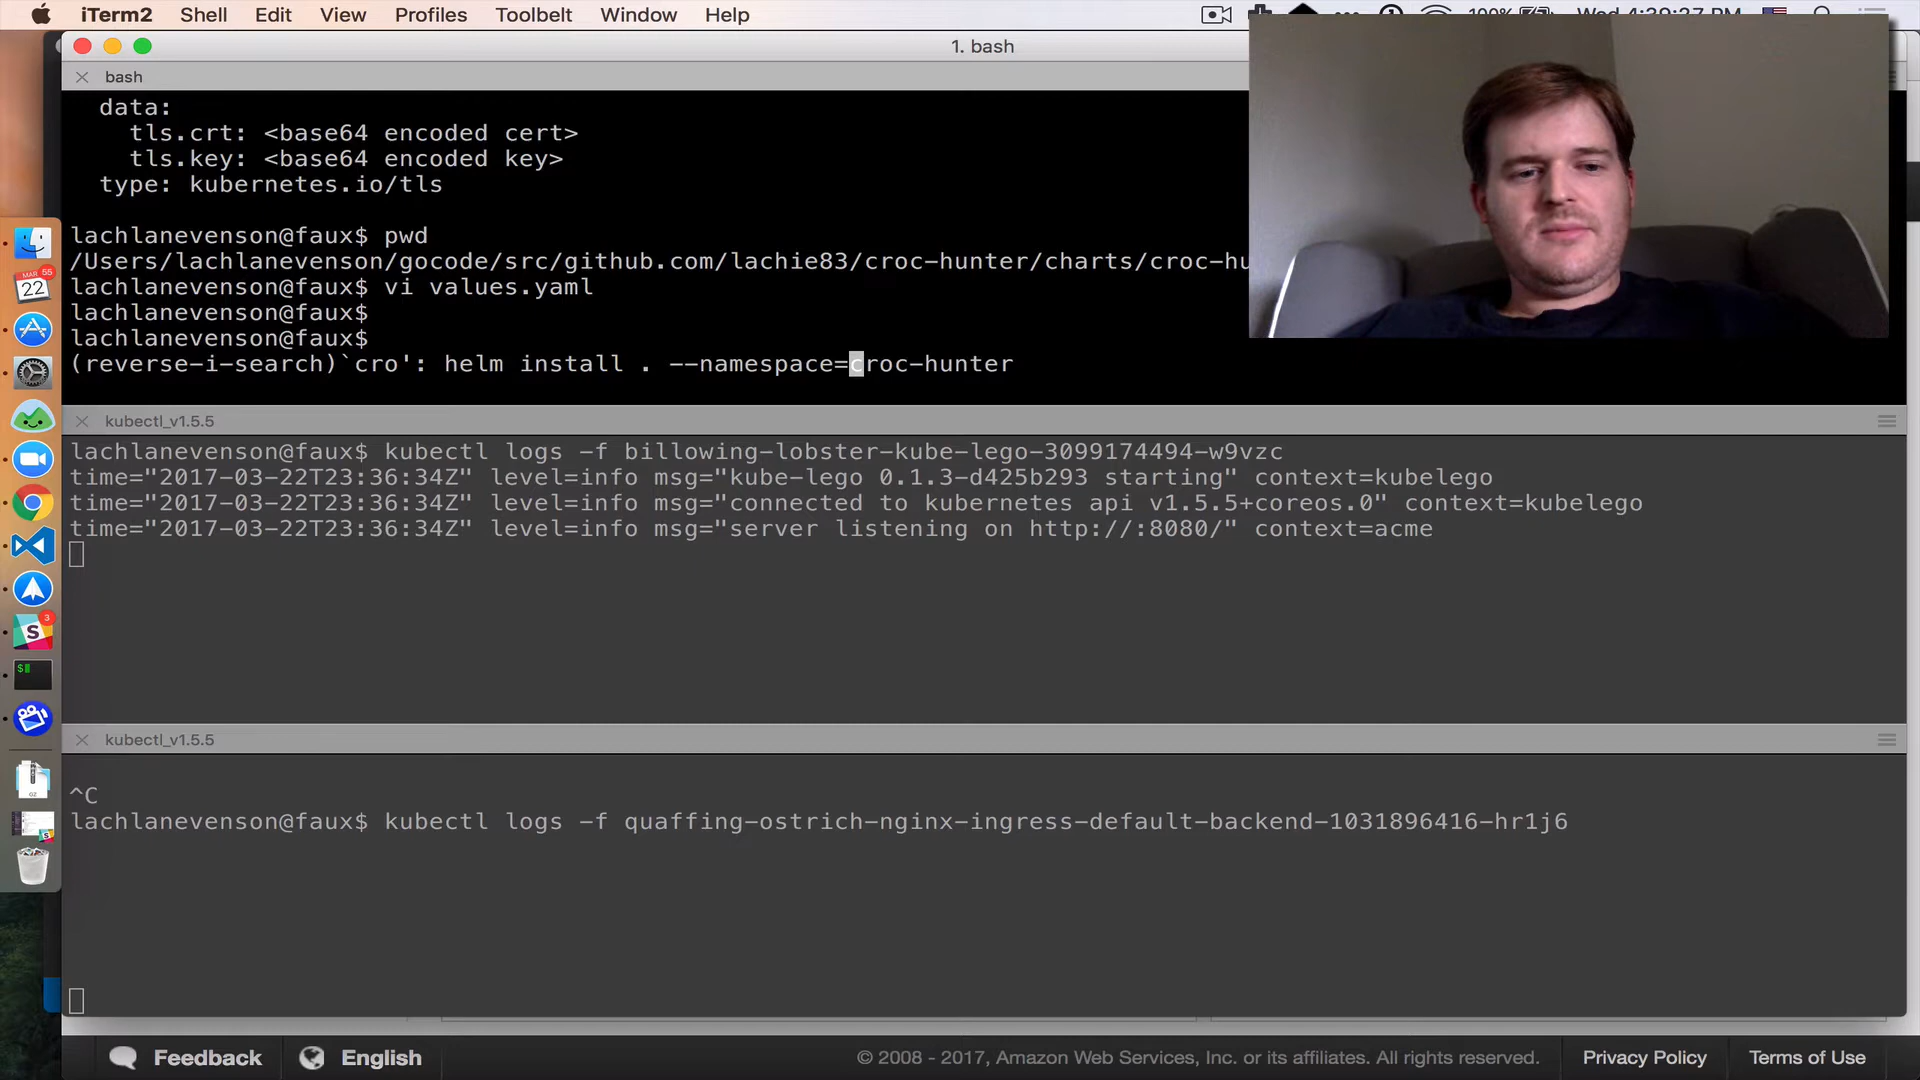 iTerm2 Shell Edit View Profiles Toolbelt Window Help
1. bash
bash
data:
tls.crt: <base64 encoded cert>
tls.key: <base64 encoded key>
type: kubernetes.io/tls
lachlanevenson@faux$ pwd
/Users/lachlanevenson/gocode/src/github.com/lachie83/croc-hunter/charts/croc-hu
lachlanevenson@faux$ vi values.yaml
lachlanevenson@faux$
lachlanevenson@faux$
(reverse-i-search)`cro': helm install . --namespace=croc-hunter
kubectl_v1.5.5
lachlanevenson@faux$ kubectl logs -f billowing-lobster-kube-lego-3099174494-w9vzc
time="2017-03-22T23:36:34Z" level=info msg="kube-lego 0.1.3-d425b293 starting" context=kubelego
time="2017-03-22T23:36:34Z" level=info msg="connected to kubernetes api v1.5.5+coreos.0" context=kubelego
time="2017-03-22T23:36:34Z" level=info msg="server listening on http://:8080/" context=acme
kubectl_v1.5.5
^C
lachlanevenson@faux$ kubectl logs -f quaffing-ostrich-nginx-ingress-default-backend-1031896416-hr1j6
MAR 55
22
3
S
$
GZ
Feedback English © 2008 - 2017, Amazon Web Services, Inc. or its affiliates. All rights reserved. Privacy Policy Terms of Use